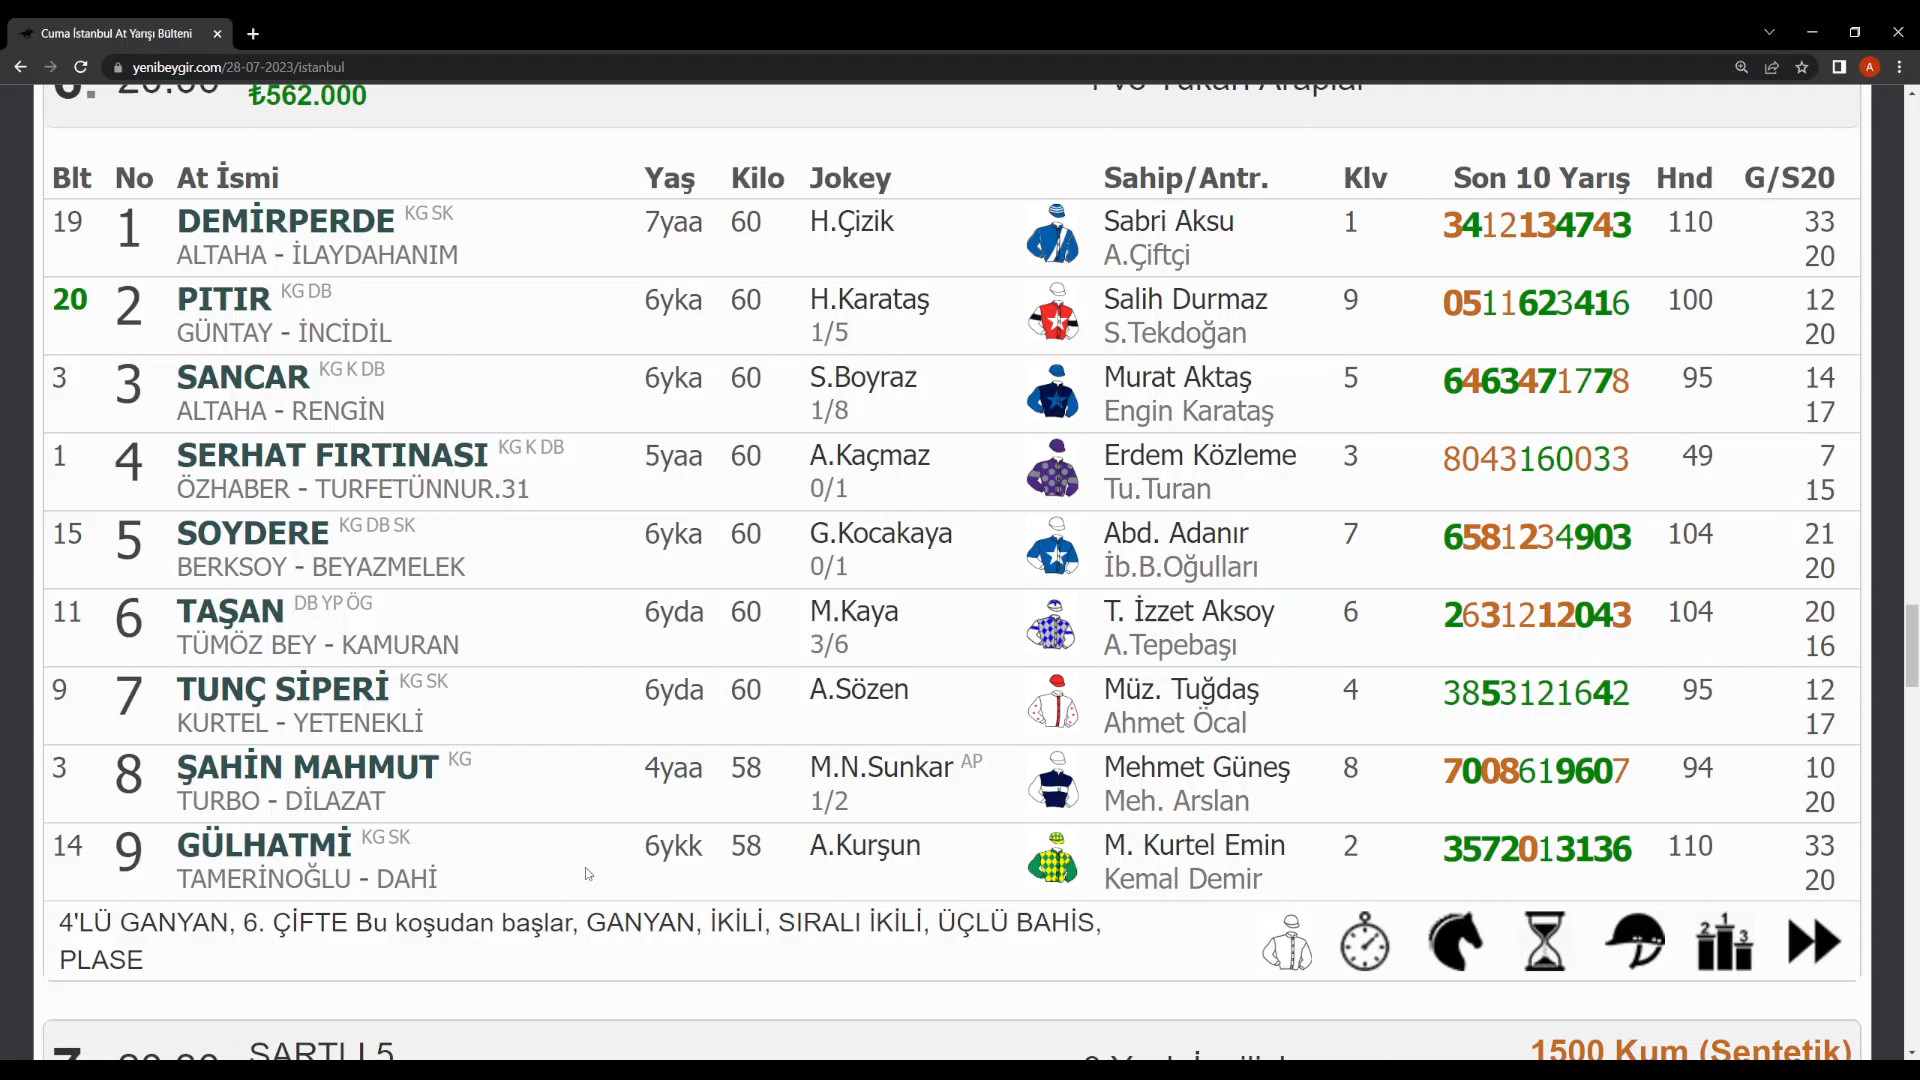 Cuma İstanbul At Yarışı Bülteni
yenibeygir.com/28-07-2023/istanbul
A
6. 20.00 ₺562.000
Blt No At İsmi Yaş Kilo Jokey Sahip/Antr. Klv Son 10 Yarış Hnd G/S20
19 1 DEMİRPERDE KG SK 7yaa 60 H.Çizik Sabri Aksu 1 3412134743 110 33
ALTAHA - İLAYDAHANIM A.Çiftçi 20
20 2 PITIR KG DB 6yka 60 H.Karataş Salih Durmaz 9 0511623416 100 12
GÜNTAY - İNCİDİL 1/5 S.Tekdoğan 20
3 3 SANCAR KG K DB 6yka 60 S.Boyraz Murat Aktaş 5 6463471778 95 14
ALTAHA - RENGİN 1/8 Engin Karataş 17
1 4 SERHAT FIRTINASI KG K DB 5yaa 60 A.Kaçmaz Erdem Közleme 3 8043160033 49 7
ÖZHABER - TURFETÜNNUR.31 0/1 Tu.Turan 15
15 5 SOYDERE KG DB SK 6yka 60 G.Kocakaya Abd. Adanır 7 6581234903 104 21
BERKSOY - BEYAZMELEK 0/1 İb.B.Oğulları 20
11 6 TAŞAN DB YP ÖG 6yda 60 M.Kaya T. İzzet Aksoy 6 2631212043 104 20
TÜMÖZ BEY - KAMURAN 3/6 A.Tepebaşı 16
9 7 TUNÇ SİPERİ KG SK 6yda 60 A.Sözen Müz. Tuğdaş 4 3853121642 95 12
KURTEL - YETENEKLİ Ahmet Öcal 17
3 8 ŞAHİN MAHMUT KG 4yaa 58 M.N.Sunkar AP Mehmet Güneş 8 7008619607 94 10
TURBO - DİLAZAT 1/2 Meh. Arslan 20
14 9 GÜLHATMİ KG SK 6ykk 58 A.Kurşun M. Kurtel Emin 2 3572013136 110 33
TAMERİNOĞLU - DAHİ Kemal Demir 20
4'LÜ GANYAN, 6. ÇİFTE Bu koşudan başlar, GANYAN, İKİLİ, SIRALI İKİLİ, ÜÇLÜ BAHİS,
PLASE
2 1 3
ŞARTLI 5 1500 Kum (Sentetik)